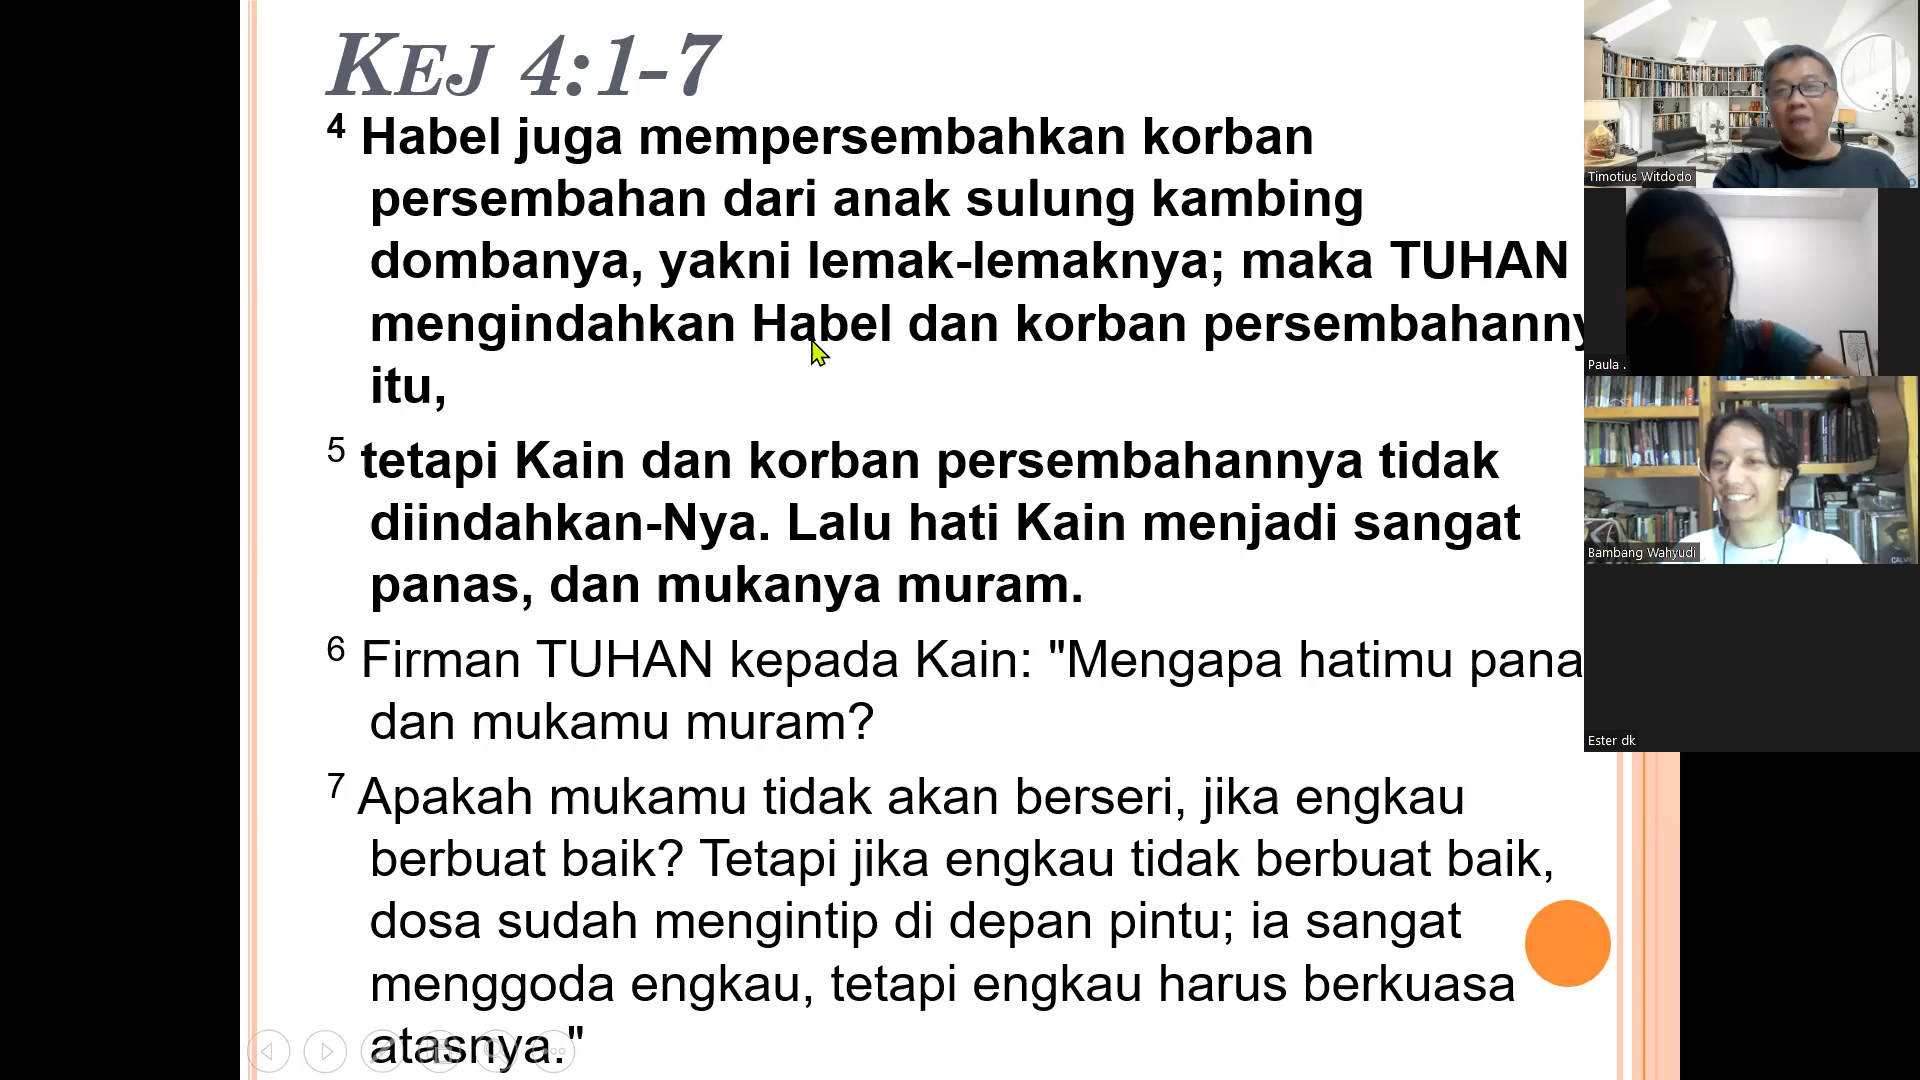 KEJ 4:1-7
4 Habel juga mempersembahkan korban
persembahan dari anak sulung kambing
dombanya, yakni lemak-lemaknya; maka TUHAN
mengindahkan Habel dan korban persembahanny
itu,
5 tetapi Kain dan korban persembahannya tidak
diindahkan-Nya. Lalu hati Kain menjadi sangat
panas, dan mukanya muram.
6 Firman TUHAN kepada Kain: "Mengapa hatimu pana
dan mukamu muram?
7 Apakah mukamu tidak akan berseri, jika engkau
berbuat baik? Tetapi jika engkau tidak berbuat baik,
dosa sudah mengintip di depan pintu; ia sangat
menggoda engkau, tetapi engkau harus berkuasa
atasnya."
Timotius Witdodo
Paula .
Bambang Wahyudi
Ester dk